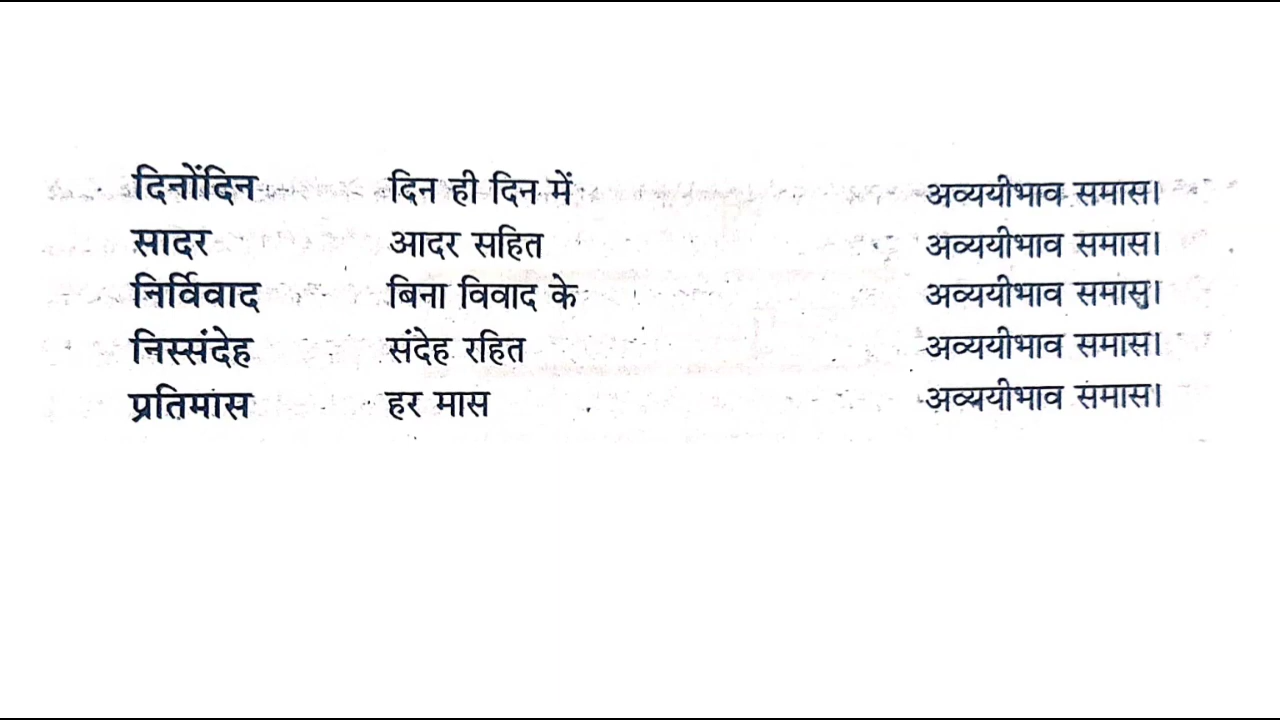 दिनोंदिन दिन ही दिन में अव्ययीभाव समास।
सादर आदर सहित अव्ययीभाव समास।
निर्विवाद बिना विवाद के अव्ययीभाव समास।
निस्संदेह संदेह रहित अव्ययीभाव समास।
प्रतिमास हर मास अव्ययीभाव समास।